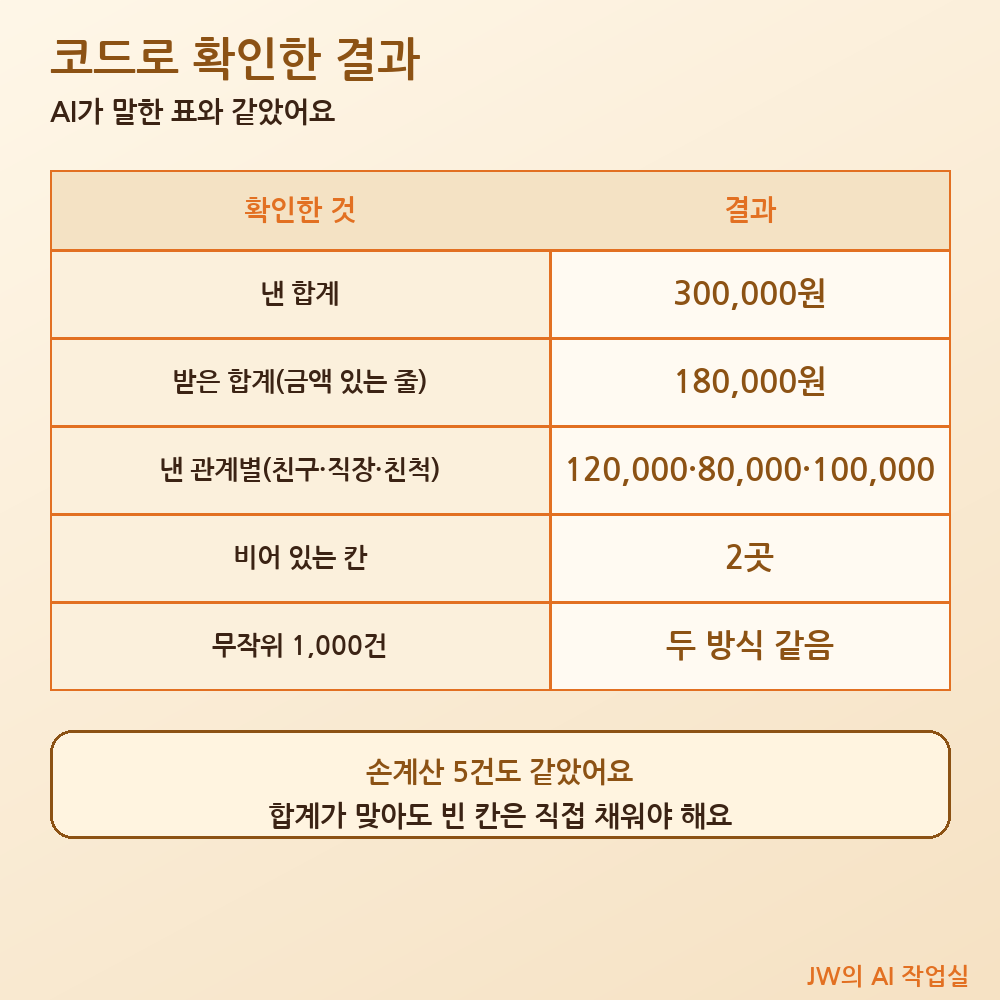 코드로 확인한 결과
AI가 말한 표와 같았어요
확인한 것 결과
낸 합계 300,000원
받은 합계(금액 있는 줄) 180,000원
낸 관계별(친구·직장·친척) 120,000·80,000·100,000
비어 있는 칸 2곳
무작위 1,000건 두 방식 같음
손계산 5건도 같았어요
합계가 맞아도 빈 칸은 직접 채워야 해요
JW의 AI 작업실